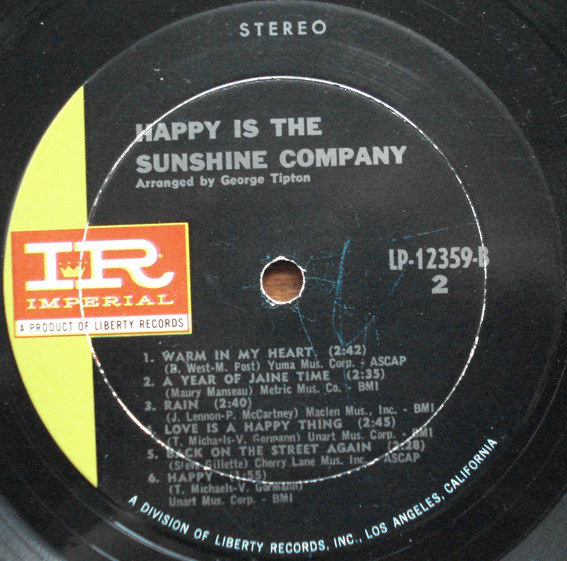 STEREO
HAPPY IS THE
SUNSHINE COMPANY
Arranged by George Tipton
IR
IMPERIAL
A PRODUCT OF LIBERTY RECORDS
LP-12359-B
2
1. WARM IN MY HEART (2:42)
(B. West-M. Post) Yuma Mus. Corp. - ASCAP
2. A YEAR OF JAINE TIME (2:35)
(Maury Manseau) Metric Mus. Co. - BMI
3. RAIN (2:40)
(J. Lennon-P. McCartney) Maclen Mus., Inc. - BMI
LOVE IS A HAPPY THING (2:45)
(T. Michaels-V. Gormann) Unart Mus. Corp. - BMI
5. BACK ON THE STREET AGAIN (2:28)
(Steve Gillette) Cherry Lane Mus. Inc. - ASCAP
6. HAPPY
(T. Michaels-V. Gormann)
Unart Mus. Corp. - BMI
A DIVISION OF LIBERTY RECORDS, INC., LOS ANGELES, CALIFORNIA